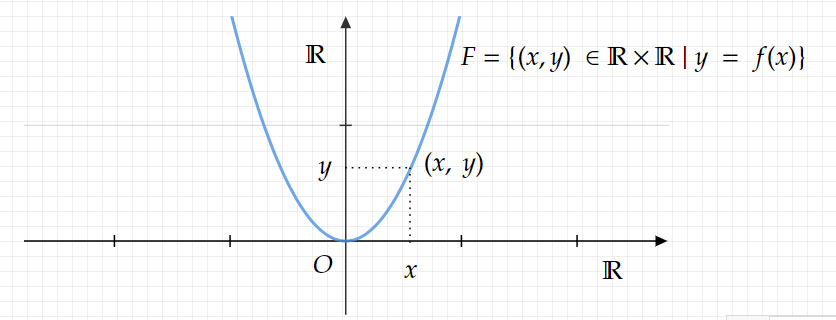 ℝ
F = {(x, y) ∈ ℝ × ℝ | y = f(x)}
y
(x, y)
O
x
ℝ